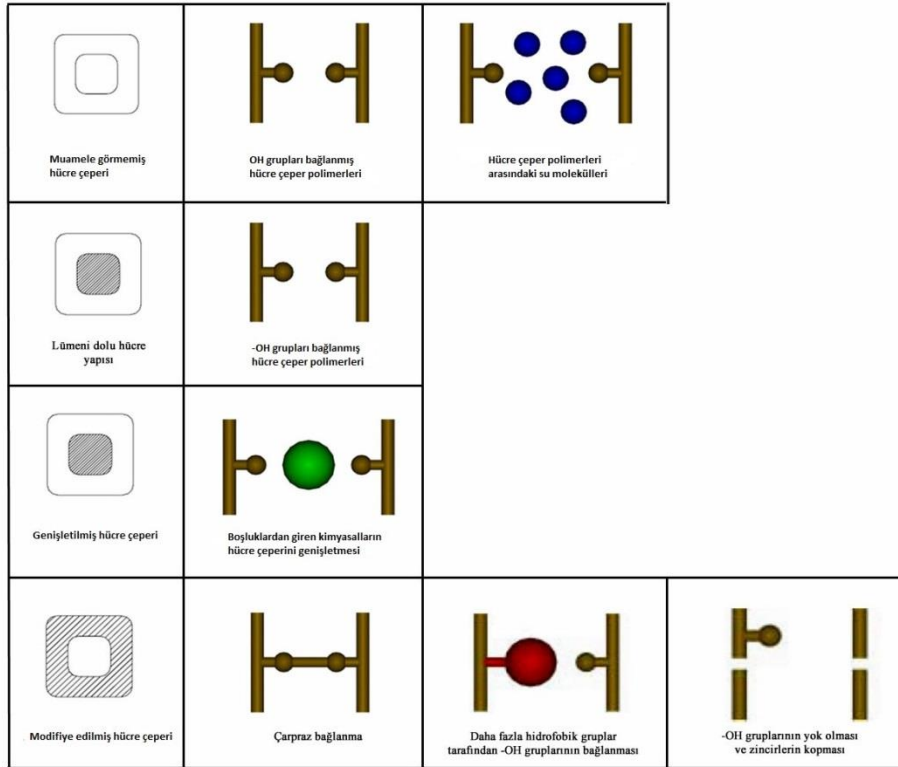 Muamele görmemiş
hücre çeperi
OH grupları bağlanmış
hücre çeper polimerleri
Hücre çeper polimerleri
arasındaki su molekülleri
Lümeni dolu hücre
yapısı
-OH grupları bağlanmış
hücre çeper polimerleri
Genişletilmiş hücre çeperi
Boşluklardan giren kimyasalların
hücre çeperini genişletmesi
Modifiye edilmiş hücre çeperi
Çarpraz bağlanma
Daha fazla hidrofobik gruplar
tarafından -OH gruplarının bağlanması
-OH gruplarının yok olması
ve zincirlerin kopması